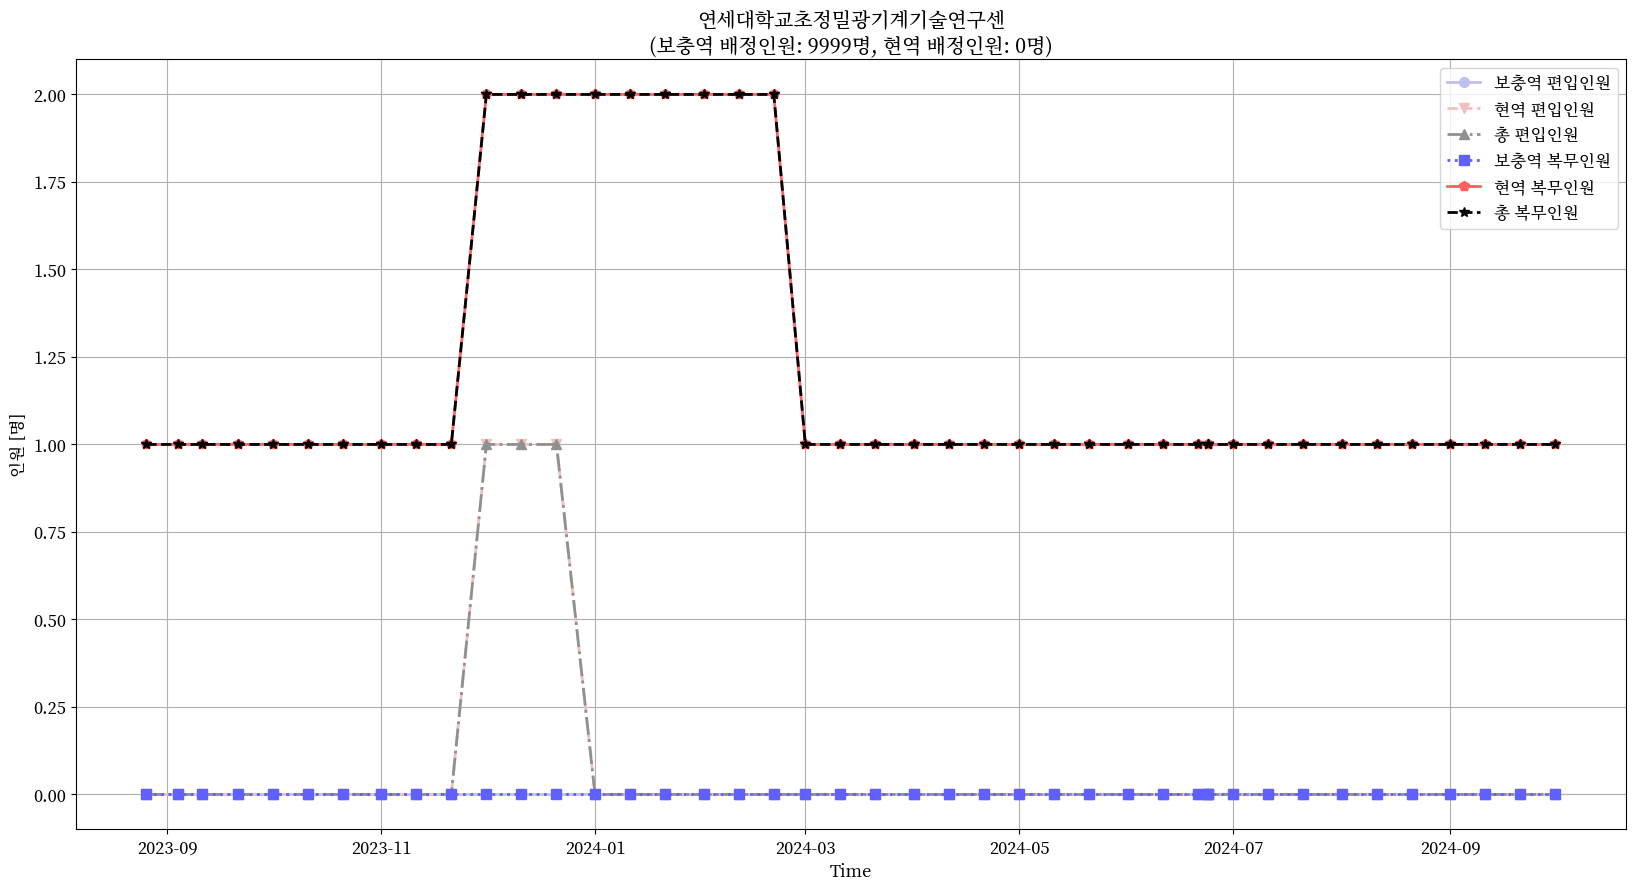 연세대학교초정밀광기계기술연구센
(보충역 배정인원: 9999명, 현역 배정인원: 0명)
보충역 편입인원
현역 편입인원
총 편입인원
보충역 복무인원
현역 복무인원
총 복무인원
인원 [명]
2.00
1.75
1.50
1.25
1.00
0.75
0.50
0.25
0.00
2023-09
2023-11
2024-01
2024-03
2024-05
2024-07
2024-09
Time